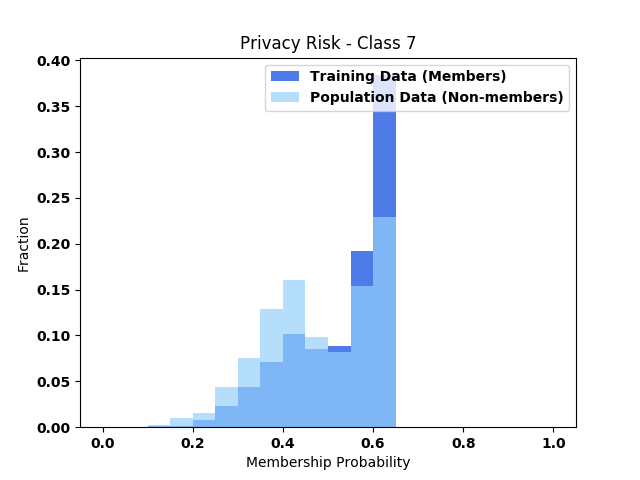 Privacy Risk - Class 7
Training Data (Members)
Population Data (Non-members)
0.40
0.35
0.30
0.25
0.20
0.15
0.10
0.05
0.00
Fraction
0.0 0.2 0.4 0.6 0.8 1.0
Membership Probability